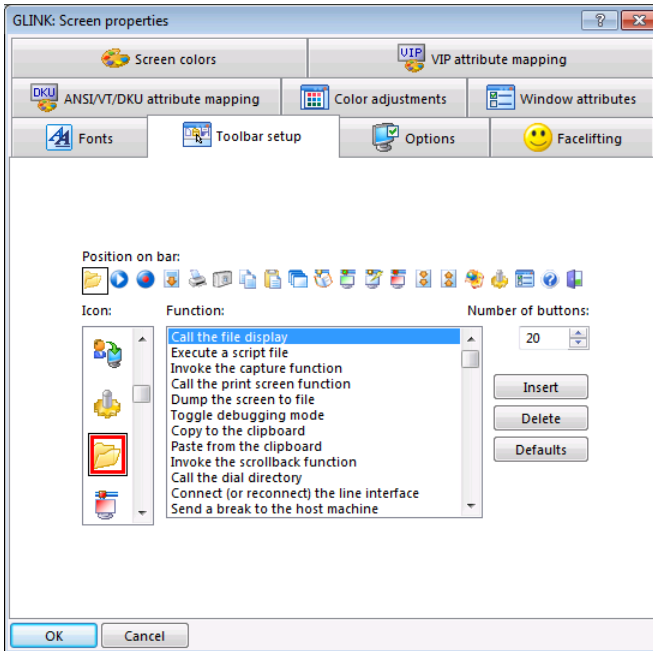 GLINK: Screen properties
Screen colors
VIP
VIP attribute mapping
DKU
ANSI/VT/DKU attribute mapping
Color adjustments
Window attributes
Fonts
Toolbar setup
Options
Facelifting
Position on bar:
Icon:
Function:
Number of buttons:
Call the file display
Execute a script file
Invoke the capture function
Call the print screen function
Dump the screen to file
Toggle debugging mode
Copy to the clipboard
Paste from the clipboard
Invoke the scrollback function
Call the dial directory
Connect (or reconnect) the line interface
Send a break to the host machine
20
Insert
Delete
Defaults
OK
Cancel